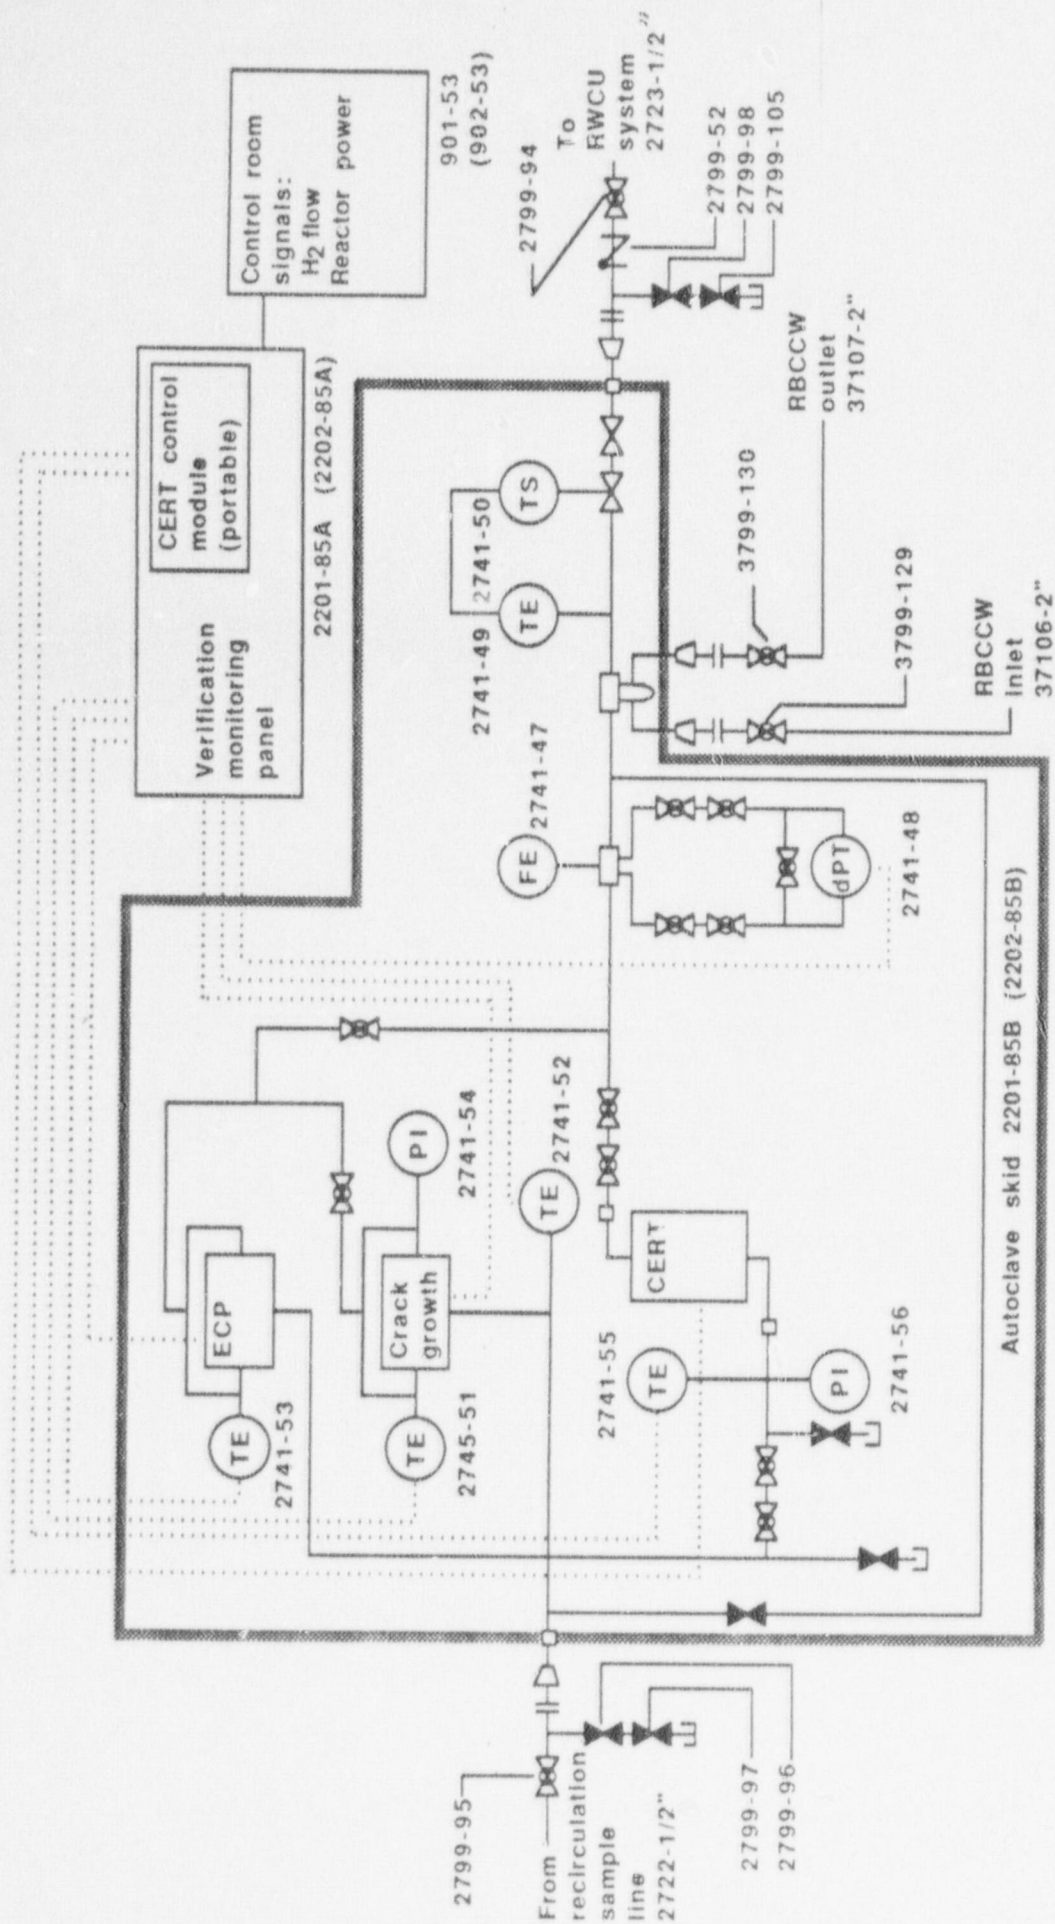 Control room
signals:
H2 flow
Reactor power
901-53
(902-53)
CERT control
module
(portable)
Verification
monitoring
panel
2201-85A (2202-85A)
2799-94
To
RWCU
system
2723-1/2"
2799-52
2799-98
2799-105
TS
2741-50
TE
2741-49
RBCCW
outlet
37107-2"
3799-130
3799-129
RBCCW
Inlet
37106-2"
FE
2741-47
dPT
2741-48
ECP
TE
2741-53
Crack
growth
PI
2741-54
TE
2745-51
TE
2741-52
CERT
2741-55
TE
PI
2741-56
Autoclave skid 2201-85B (2202-85B)
2799-95
From
recirculation
sample
line
2722-1/2"
2799-97
2799-96